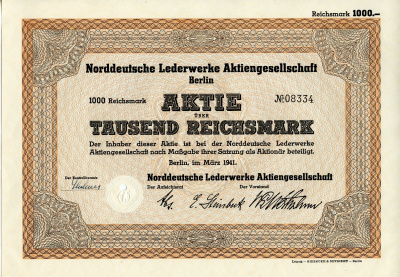 Reichsmark 1000.—
Norddeutsche Lederwerke Aktiengesellschaft
Berlin
1000 Reichsmark AKTIE №08334
ÜBER
TAUSEND REICHSMARK
Der Inhaber dieser Aktie ist bei der Norddeutsche Lederwerke
Aktiengesellschaft nach Maßgabe ihrer Satzung als Aktionär beteiligt.
Berlin, im März 1941.
Norddeutsche Lederwerke Aktiengesellschaft
Der Aufsichtsrat Der Vorstand